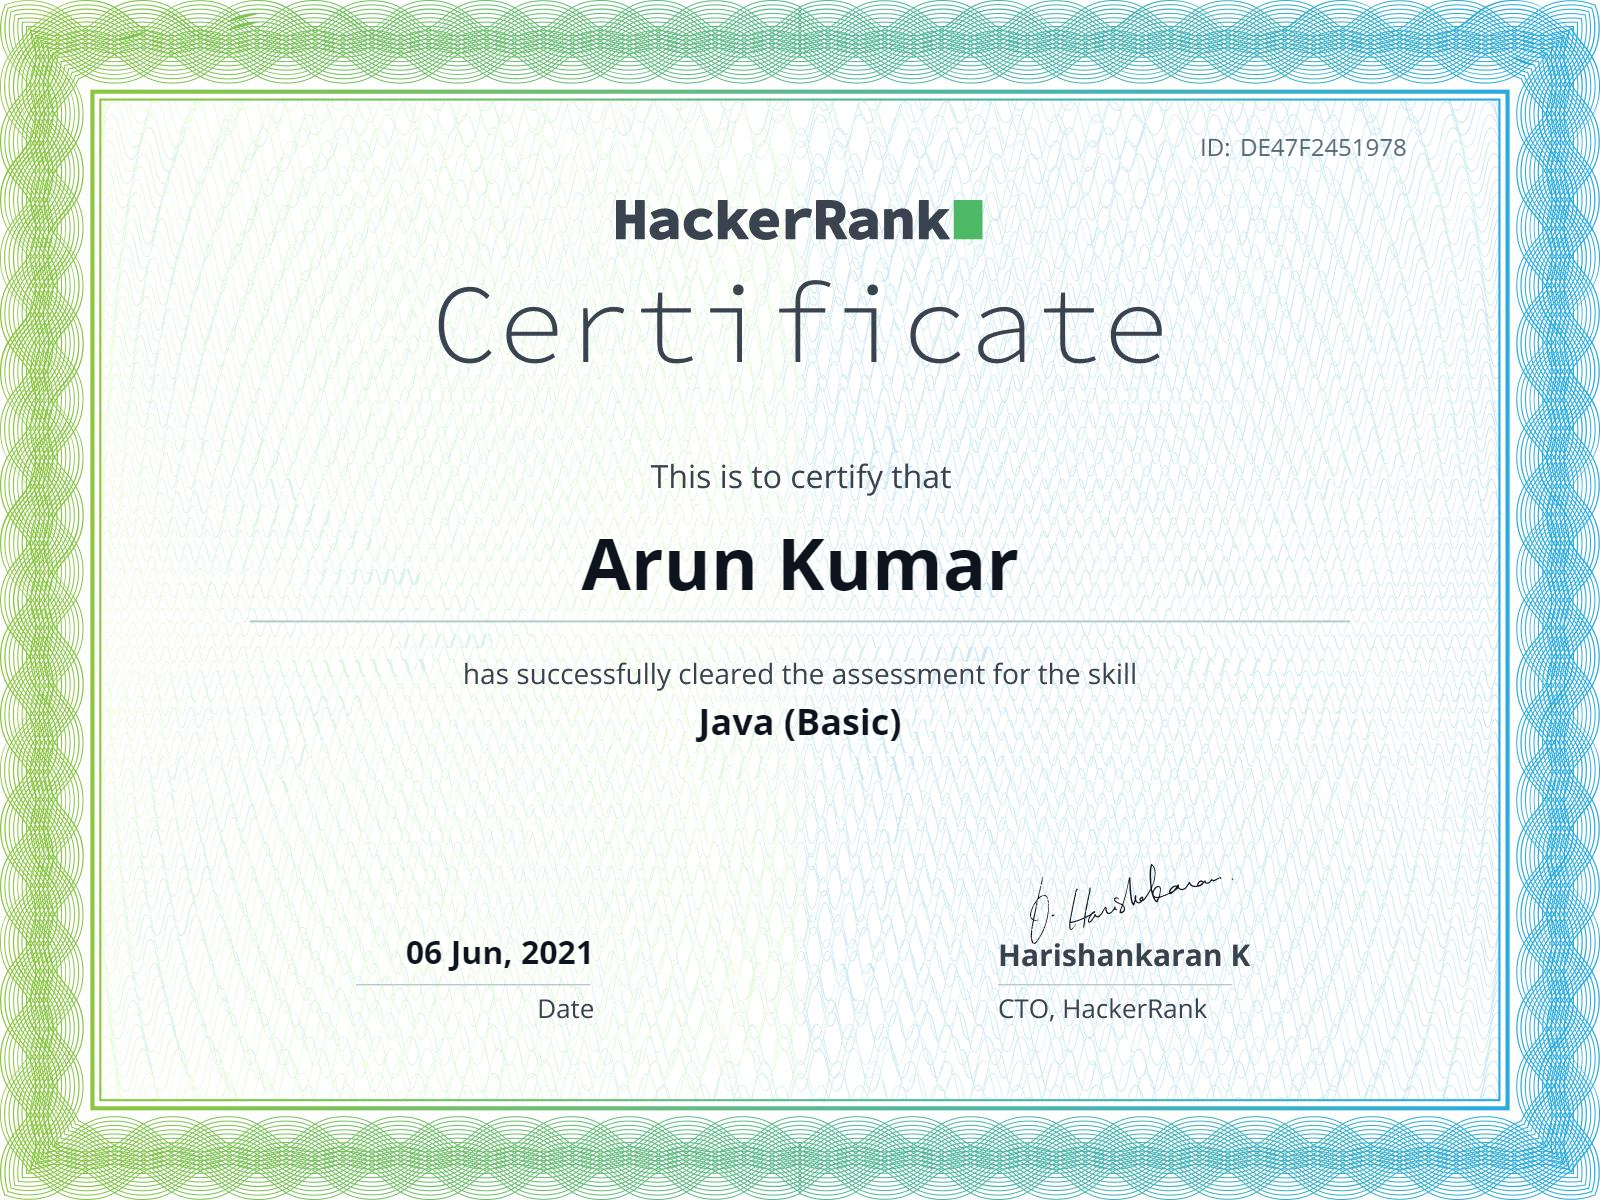 ID: DE47F2451978
HackerRank
Certificate
This is to certify that
Arun Kumar
has successfully cleared the assessment for the skill
Java (Basic)
J. Harishankaran
06 Jun, 2021
Harishankaran K
Date
CTO, HackerRank